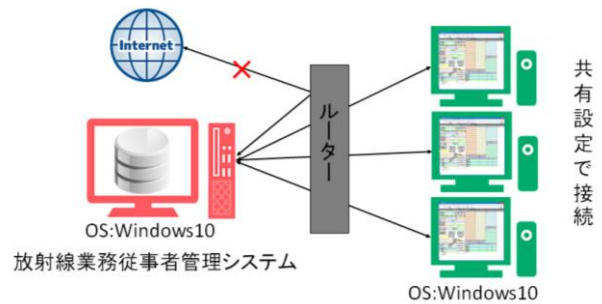 Internet
ルーター
OS:Windows10
放射線業務従事者管理システム
共有設定で接続
OS:Windows10